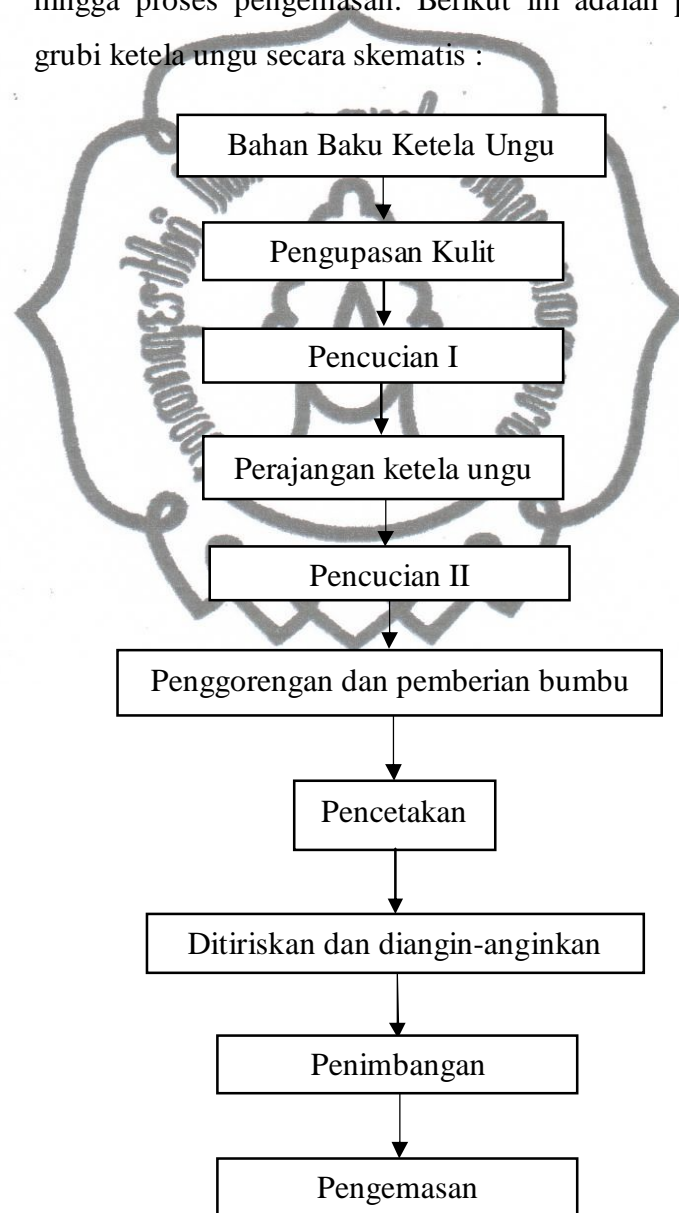 hingga proses pengemasan. Berikut ini adalah p
grubi ketela ungu secara skematis :
Bahan Baku Ketela Ungu
Pengupasan Kulit
Pencucian I
Perajangan ketela ungu
Pencucian II
Penggorengan dan pemberian bumbu
Pencetakan
Ditiriskan dan diangin-anginkan
Penimbangan
Pengemasan